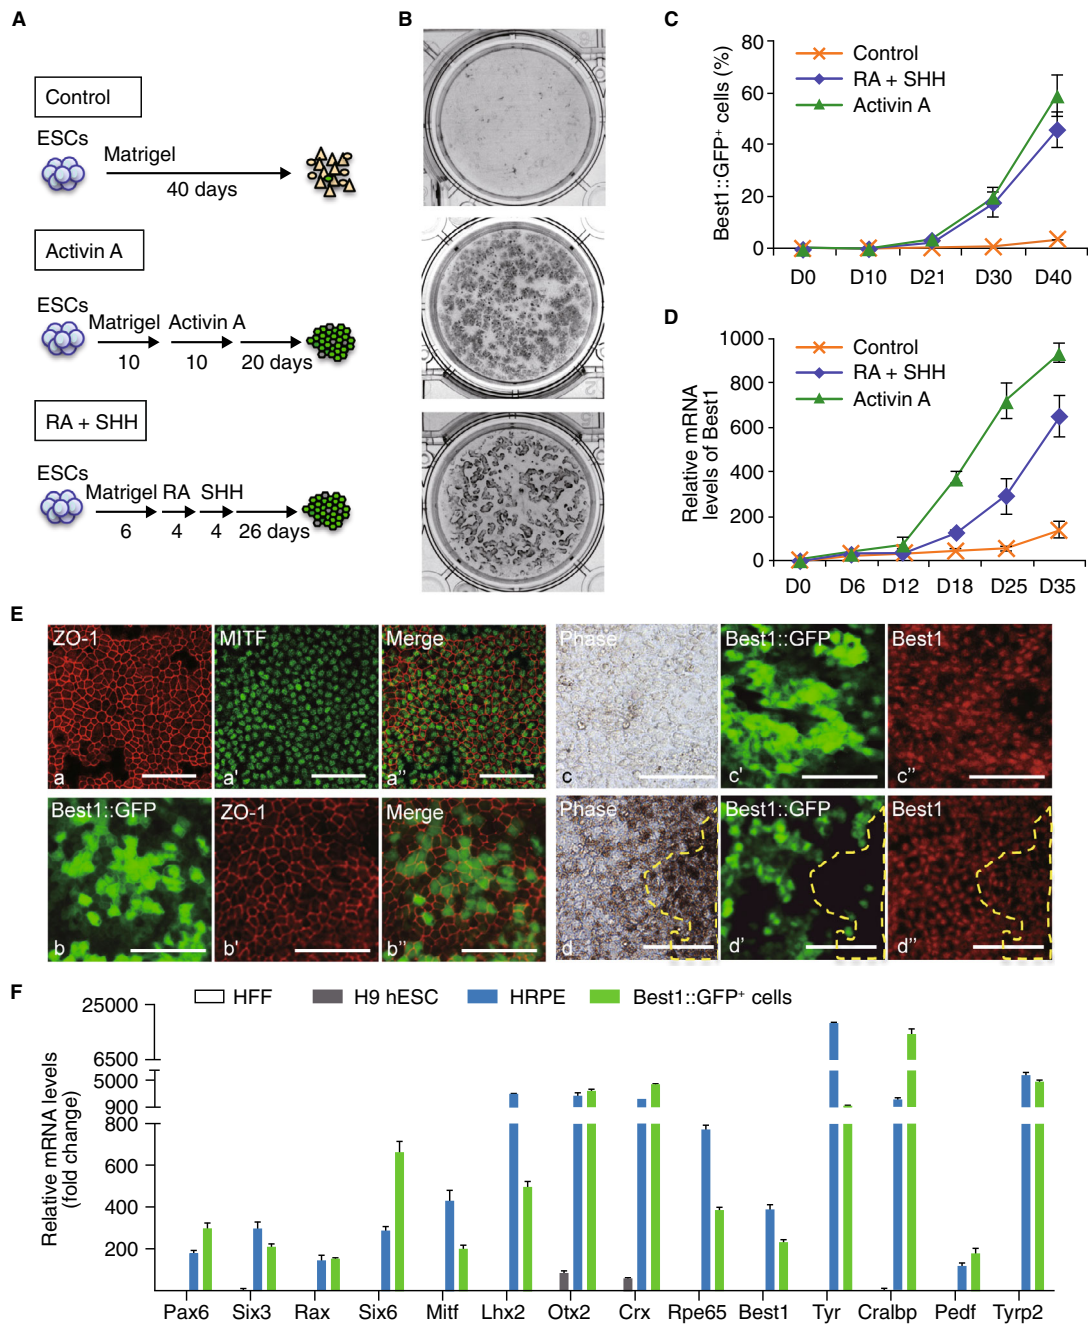 A
Control
ESCs
Matrigel
40 days
Activin A
ESCs
Matrigel Activin A
10 10 20 days
RA + SHH
ESCs
Matrigel RA SHH
6 4 4 26 days
B
C
Best1::GFP⁺ cells (%)
80
60
40
20
0
Control
RA + SHH
Activin A
D0 D10 D21 D30 D40
D
Relative mRNA
levels of Best1
1000
800
600
400
200
0
Control
RA + SHH
Activin A
D0 D6 D12 D18 D25 D35
E
ZO-1 MITF Merge Phase Best1::GFP Best1
a a' a'' c c' c''
Best1::GFP ZO-1 Merge Phase Best1::GFP Best1
b b' b'' d d' d''
F
HFF H9 hESC HRPE Best1::GFP⁺ cells
Relative mRNA levels
(fold change)
25000
6500
5000
900
800
600
400
200
Pax6 Six3 Rax Six6 Mitf Lhx2 Otx2 Crx Rpe65 Best1 Tyr Cralbp Pedf Tyrp2